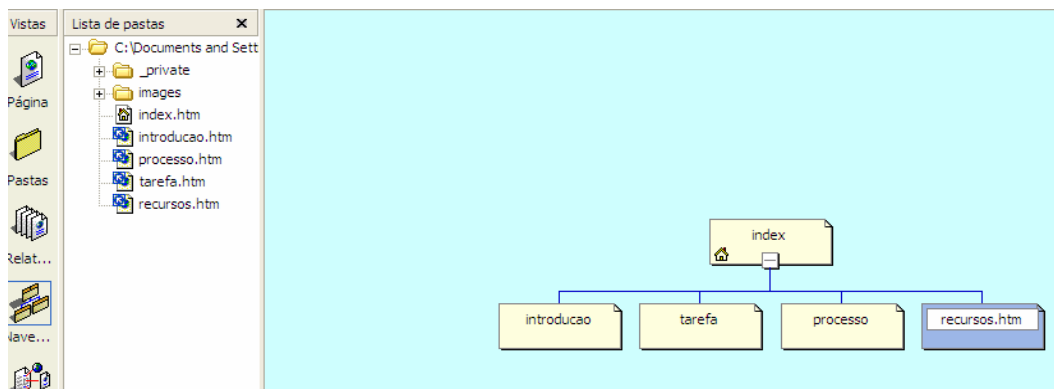 Vistas
Página
Pastas
Relat...
Nave...
Lista de pastas
C:\Documents and Sett
_private
images
index.htm
introducao.htm
processo.htm
tarefa.htm
recursos.htm
index
introducao
tarefa
processo
recursos.htm